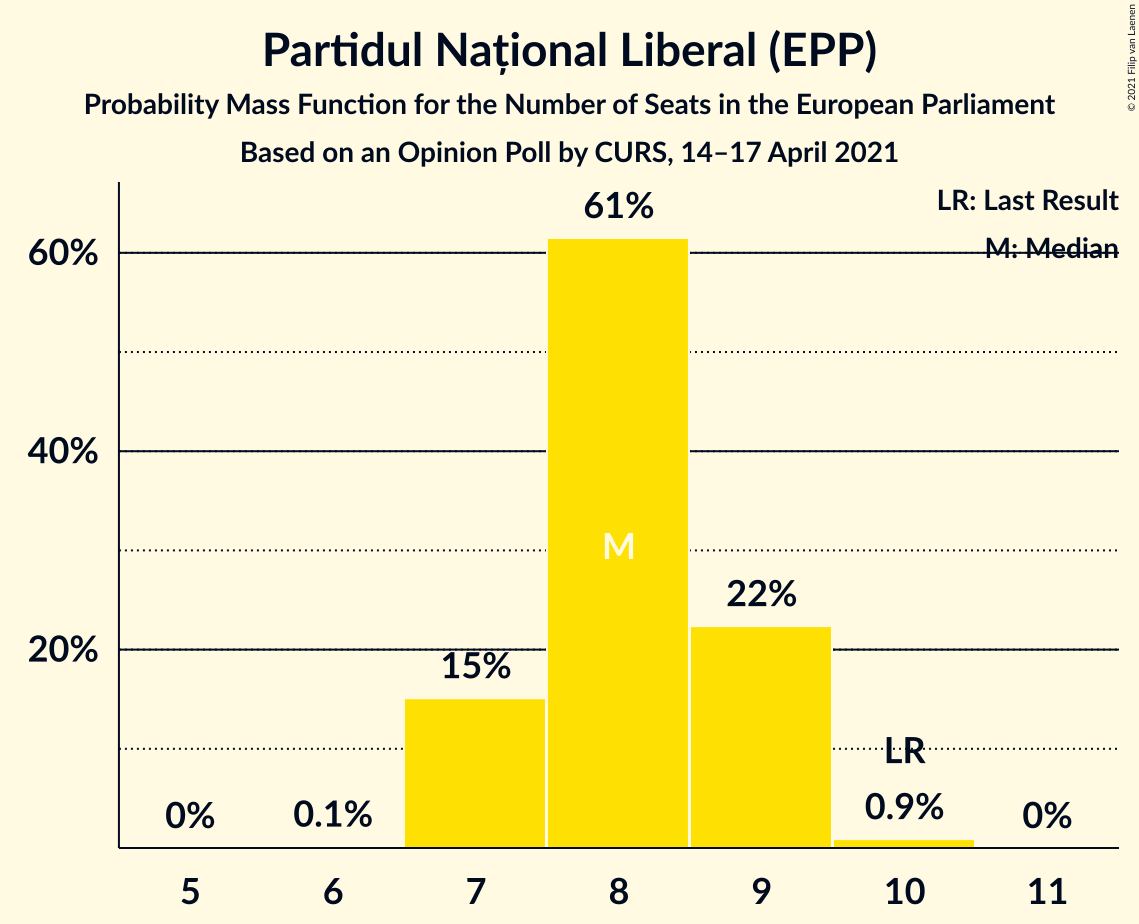 Partidul Național Liberal (EPP)
Probability Mass Function for the Number of Seats in the European Parliament
Based on an Opinion Poll by CURS, 14–17 April 2021
© 2021 Filip van Laenen
LR: Last Result
M: Median
61%
60%
40%
M
22%
20%
15%
LR
0% 0.1% 0.9% 0%
5 6 7 8 9 10 11